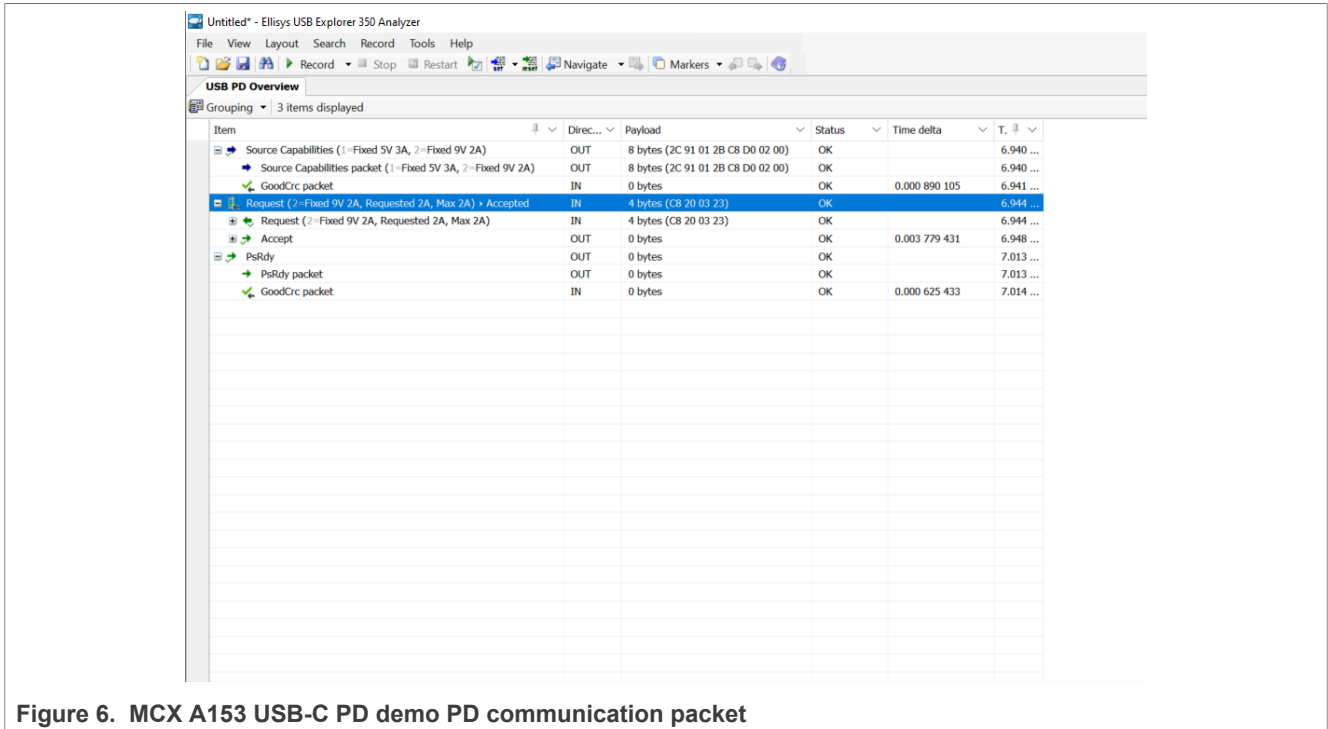 Untitled* - Ellisys USB Explorer 350 Analyzer
File View Layout Search Record Tools Help
Record Stop Restart set reset Navigate Markers
USB PD Overview
Grouping 3 items displayed
Item Direc... Payload Status Time delta T.
Source Capabilities (1=Fixed 5V 3A, 2=Fixed 9V 2A) OUT 8 bytes (2C 91 01 2B C8 D0 02 00) OK 6.940 ...
Source Capabilities packet (1=Fixed 5V 3A, 2=Fixed 9V 2A) OUT 8 bytes (2C 91 01 2B C8 D0 02 00) OK 6.940 ...
GoodCrc packet IN 0 bytes OK 0.000 890 105 6.941 ...
Request (2=Fixed 9V 2A, Requested 2A, Max 2A) › Accepted IN 4 bytes (C8 20 03 23) OK 6.944 ...
Request (2=Fixed 9V 2A, Requested 2A, Max 2A) IN 4 bytes (C8 20 03 23) OK 6.944 ...
Accept OUT 0 bytes OK 0.003 779 431 6.948 ...
PsRdy OUT 0 bytes OK 7.013 ...
PsRdy packet OUT 0 bytes OK 7.013 ...
GoodCrc packet IN 0 bytes OK 0.000 625 433 7.014 ...
Figure 6. MCX A153 USB-C PD demo PD communication packet